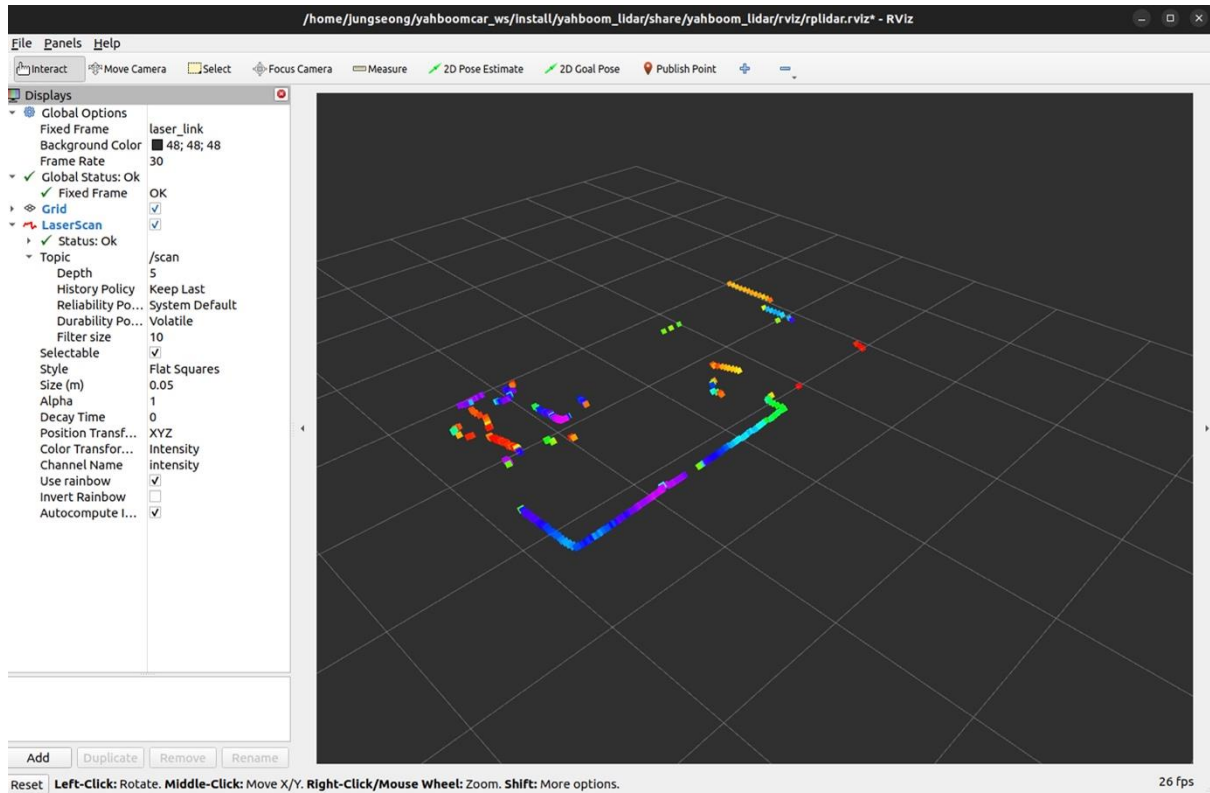 /home/jungseong/yahboomcar_ws/install/yahboom_lidar/share/yahboom_lidar/rviz/rplidar.rviz* - RViz
File Panels Help
Interact Move Camera Select Focus Camera Measure 2D Pose Estimate 2D Goal Pose Publish Point
Displays
Global Options
Fixed Frame laser_link
Background Color 48; 48; 48
Frame Rate 30
Global Status: Ok
Fixed Frame OK
Grid
LaserScan
Status: Ok
Topic /scan
Depth 5
History Policy Keep Last
Reliability Po... System Default
Durability Po... Volatile
Filter size 10
Selectable
Style Flat Squares
Size (m) 0.05
Alpha 1
Decay Time 0
Position Transf... XYZ
Color Transfor... Intensity
Channel Name intensity
Use rainbow
Invert Rainbow
Autocompute I...
Add Duplicate Remove Rename
Reset Left-Click: Rotate. Middle-Click: Move X/Y. Right-Click/Mouse Wheel: Zoom. Shift: More options. 26 fps